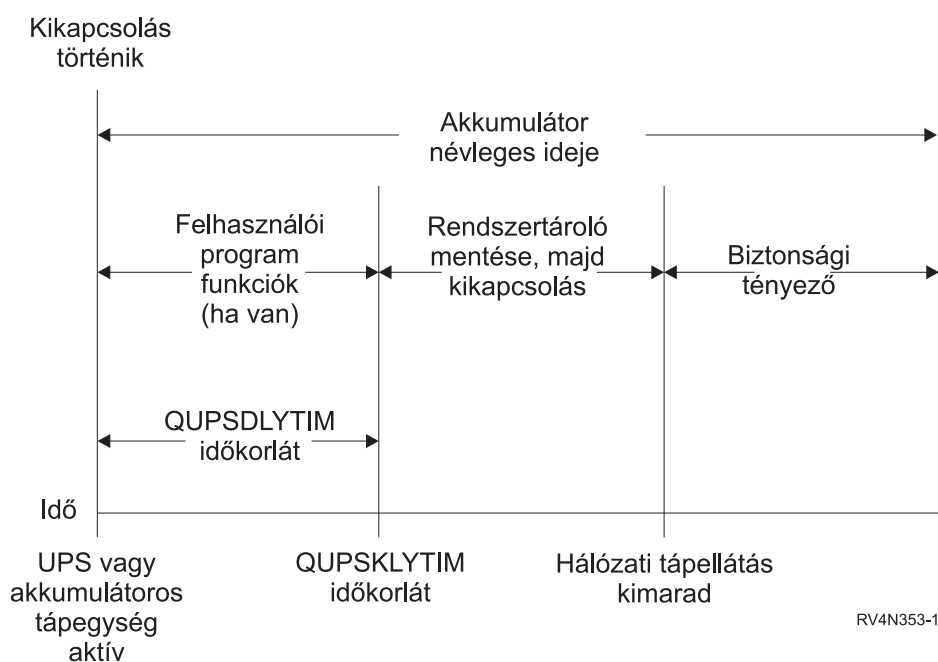 Kikapcsolás
történik
Akkumulátor
névleges ideje
Felhasználói
program
funkciók
(ha van)
Rendszertároló
mentése, majd
kikapcsolás
Biztonsági
tényező
QUPSDLYTIM
időkorlát
Idő
UPS vagy
akkumulátoros
tápegység
aktív
QUPSKLYTIM
időkorlát
Hálózati tápellátás
kimarad
RV4N353-1